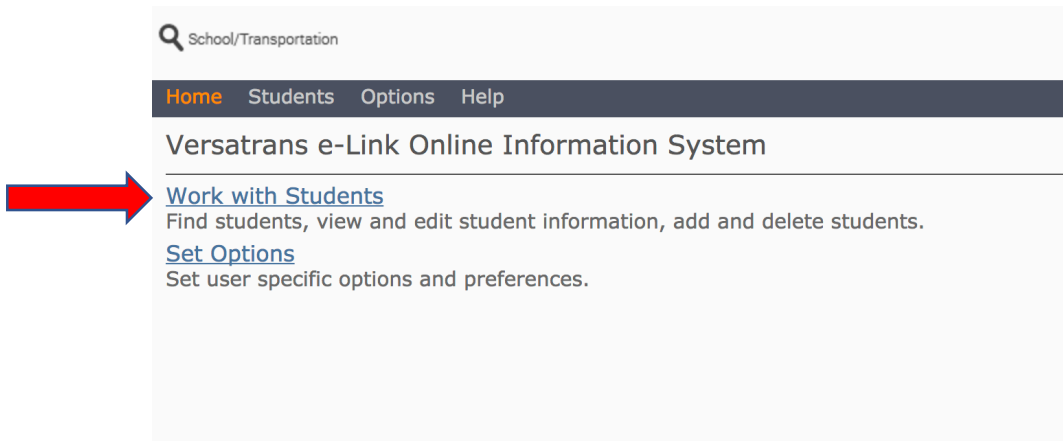 School/Transportation
Home Students Options Help
Versatrans e-Link Online Information System
Work with Students
Find students, view and edit student information, add and delete students.
Set Options
Set user specific options and preferences.